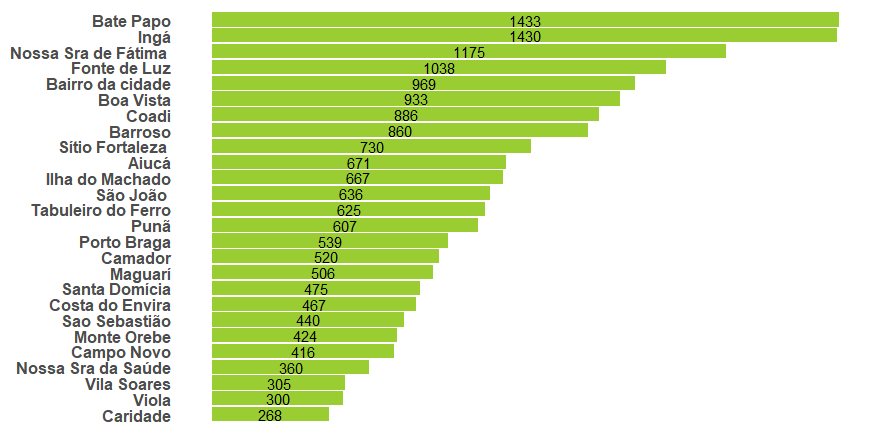 Bate Papo 1433
Ingá 1430
Nossa Sra de Fátima 1175
Fonte de Luz 1038
Bairro da cidade 969
Boa Vista 933
Coadi 886
Barroso 860
Sítio Fortaleza 730
Aiucá 671
Ilha do Machado 667
São João 636
Tabuleiro do Ferro 625
Punã 607
Porto Braga 539
Camador 520
Maguarí 506
Santa Domícia 475
Costa do Envira 467
Sao Sebastião 440
Monte Orebe 424
Campo Novo 416
Nossa Sra da Saúde 360
Vila Soares 305
Viola 300
Caridade 268